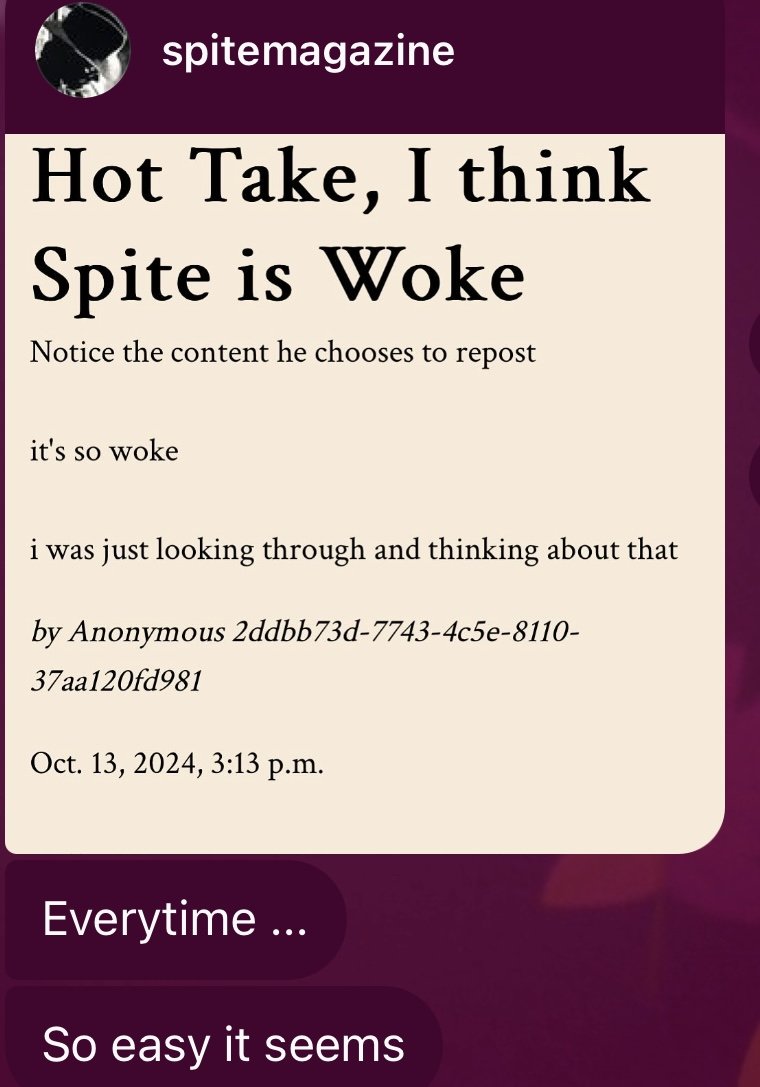 spitemagazine
Hot Take, I think
Spite is Woke
Notice the content he chooses to repost
it's so woke
i was just looking through and thinking about that
by Anonymous 2ddbb73d-7743-4c5e-8110-
37aa120fd981
Oct. 13, 2024, 3:13 p.m.
Everytime ...
So easy it seems